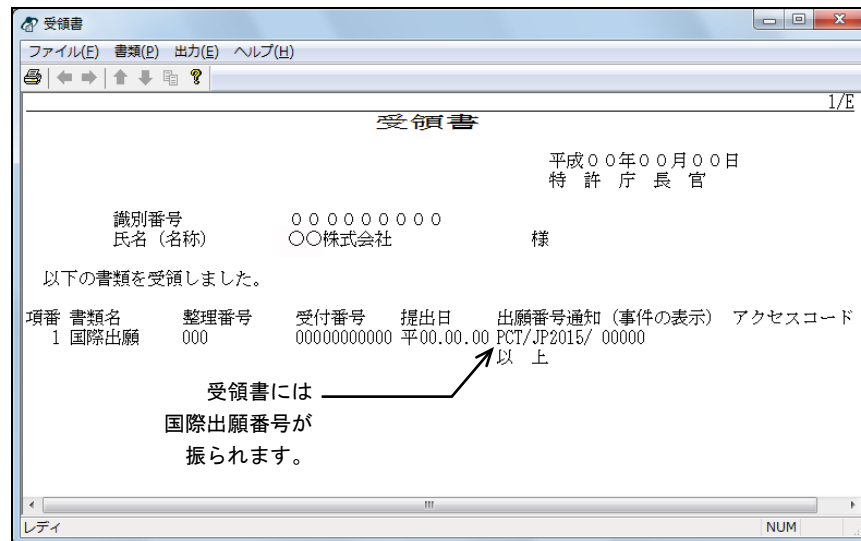 受領書
ファイル(F) 書類(P) 出力(E) ヘルプ(H)
1/E
受領書
平成００年００月００日
特 許 庁 長 官
識別番号 ０００００００００
氏名（名称） 〇〇株式会社 様
以下の書類を受領しました。
項番 書類名 整理番号 受付番号 提出日 出願番号通知（事件の表示） アクセスコード
1 国際出願 000 00000000000 平00.00.00 PCT/JP2015/ 00000
以 上
受領書には
国際出願番号が
振られます。
レディ NUM